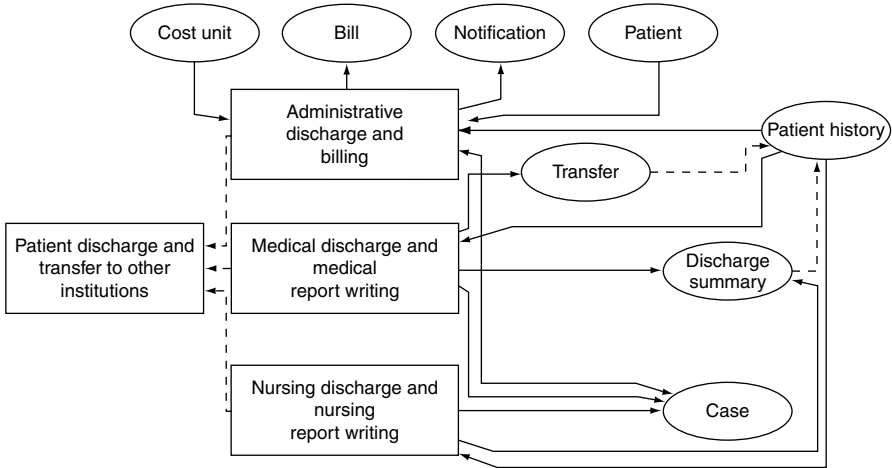 Cost unit
Bill
Notification
Patient
Administrative
discharge and
billing
Patient history
Transfer
Patient discharge and
transfer to other
institutions
Medical discharge and
medical
report writing
Discharge
summary
Nursing discharge and
nursing
report writing
Case